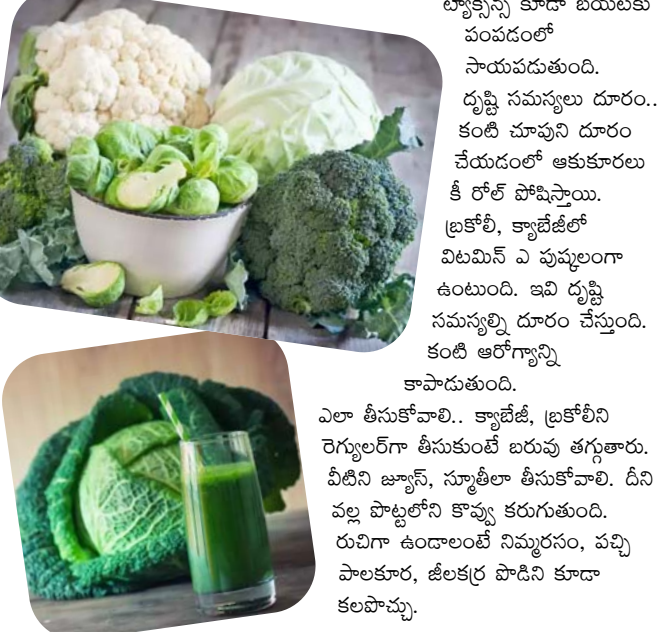 ట్యాక్సిన్స్ కూడా బయటకు
పంపడంలో
సాయపడుతుంది.
దృష్టి సమస్యలు దూరం..
కంటి చూపుని దూరం
చేయడంలో ఆకుకూరలు
కీ రోల్ పోషిస్తాయి.
బ్రకోలీ, క్యాబేజీలో
విటమిన్ ఎ పుష్కలంగా
ఉంటుంది. ఇవి దృష్టి
సమస్యల్ని దూరం చేస్తుంది.
కంటి ఆరోగ్యాన్ని
కాపాడుతుంది.
ఎలా తీసుకోవాలి.. క్యాబేజీ, బ్రకోలీని
రెగ్యులర్‌గా తీసుకుంటే బరువు తగ్గుతారు.
వీటిని జ్యూస్, స్మూతీలా తీసుకోవాలి. దీని
వల్ల పొట్టలోని కొవ్వు కరుగుతుంది.
రుచిగా ఉండాలంటే నిమ్మరసం, పచ్చి
పాలకూర, జీలకర్ర పొడిని కూడా
కలపొచ్చు.